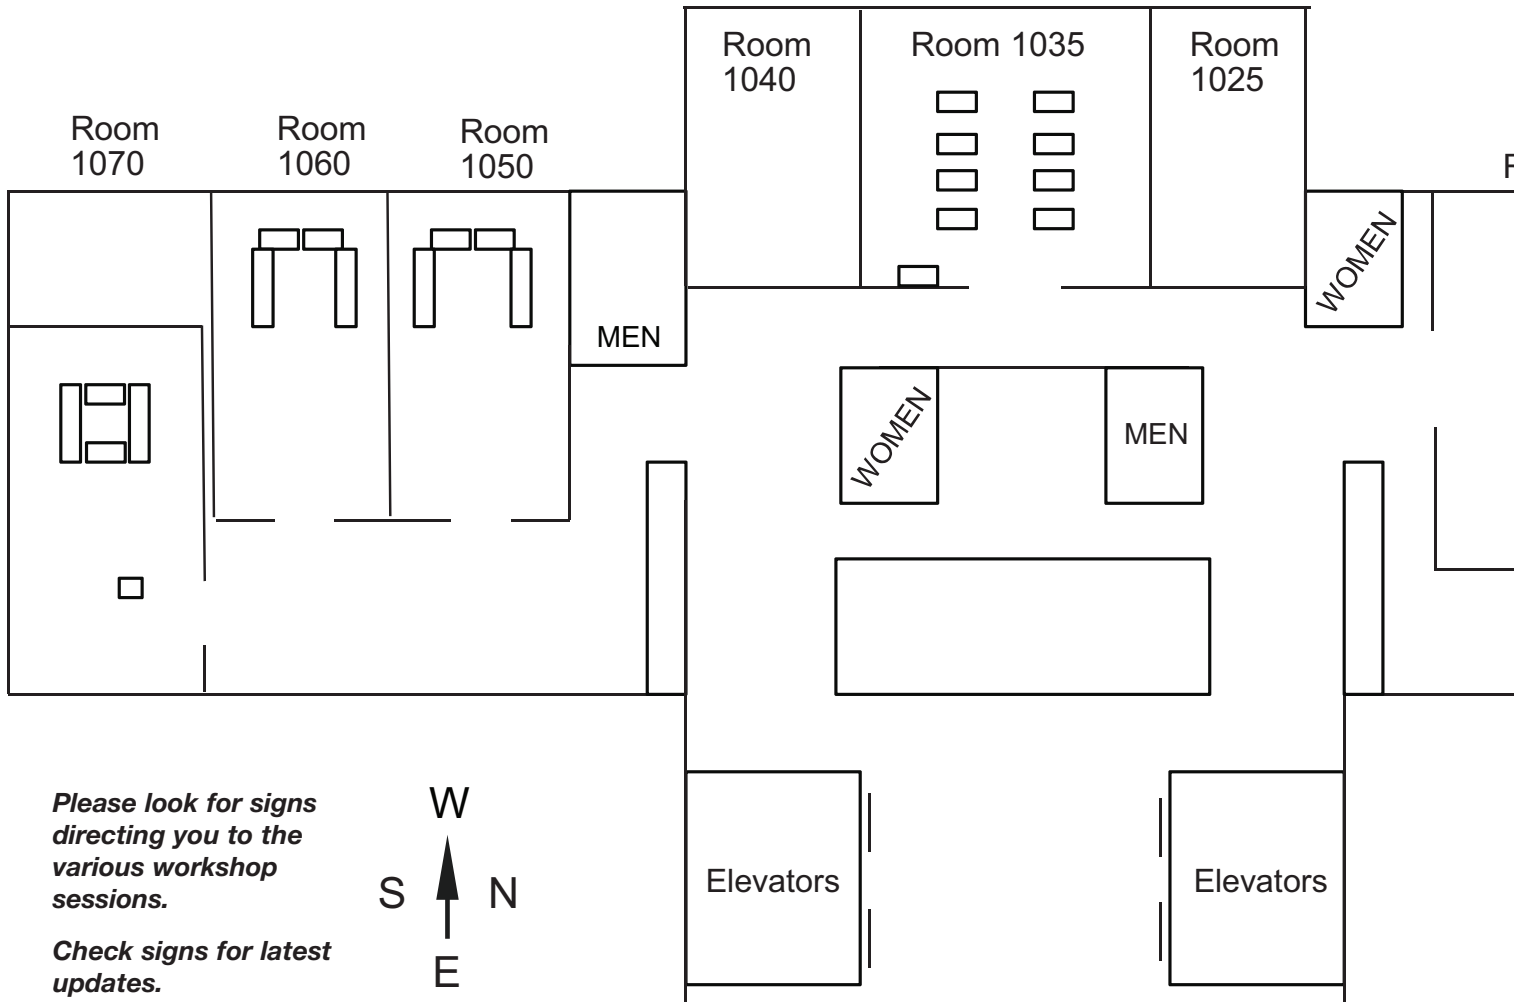 Room
1040
Room 1035
Room
1025
Room
1070
Room
1060
Room
1050
MEN
WOMEN
WOMEN
MEN
Please look for signs
directing you to the
various workshop
sessions.
Check signs for latest
updates.
W
S
N
E
Elevators
Elevators